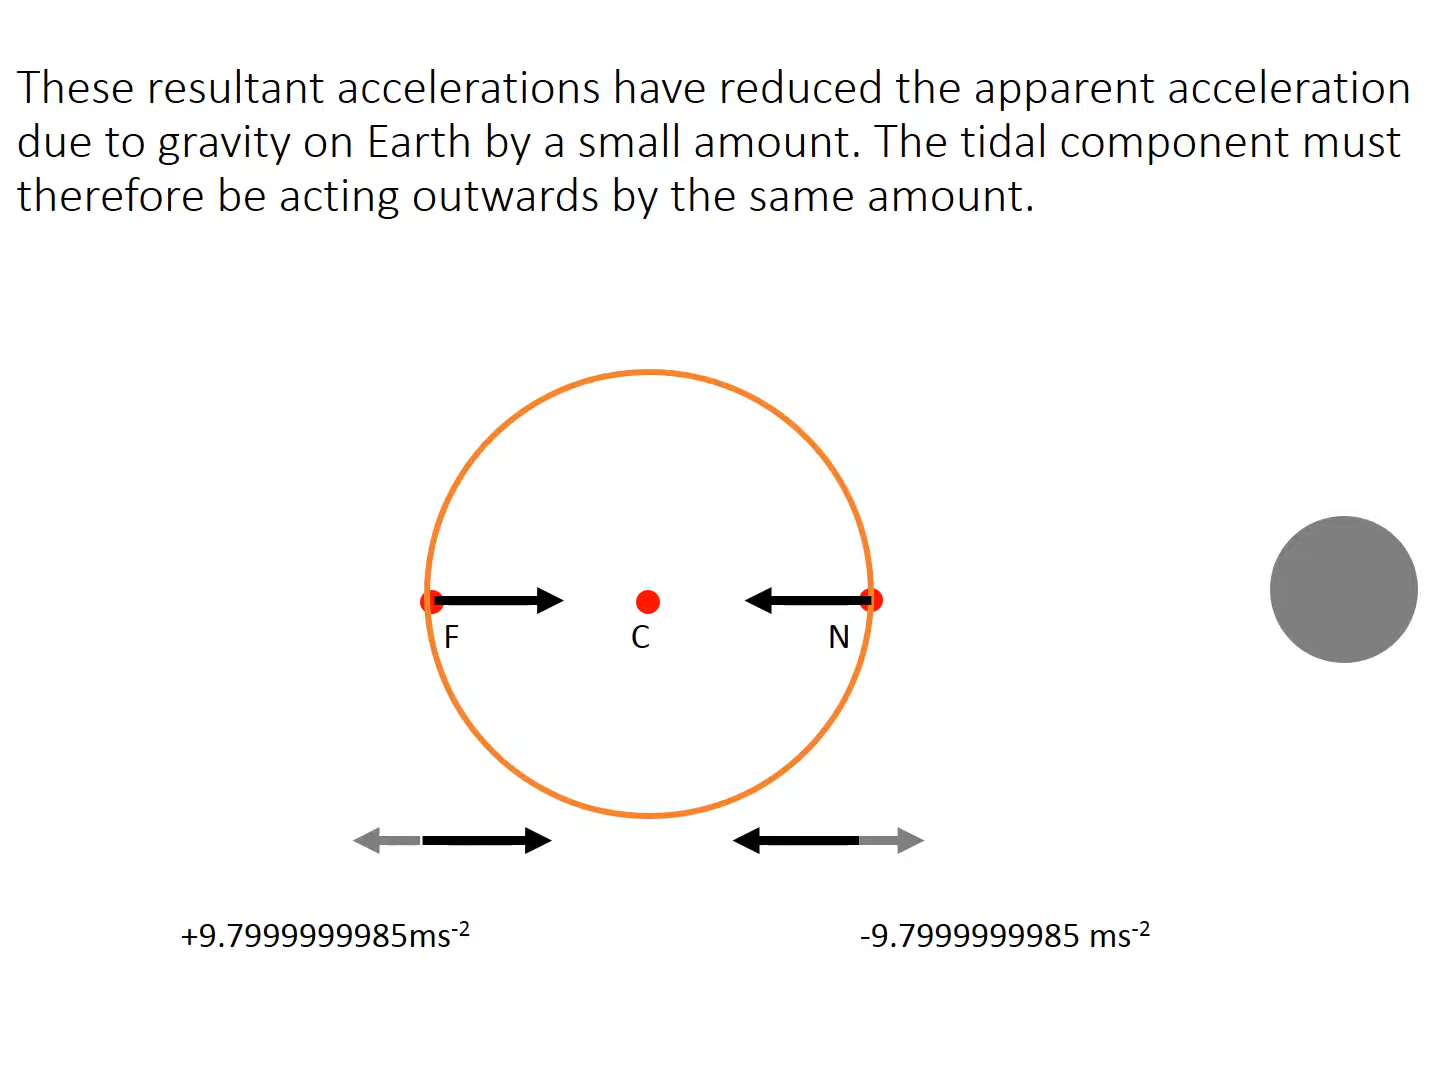 These resultant accelerations have reduced the apparent acceleration
due to gravity on Earth by a small amount. The tidal component must
therefore be acting outwards by the same amount.
F C N
+9.7999999985ms⁻² -9.7999999985 ms⁻²